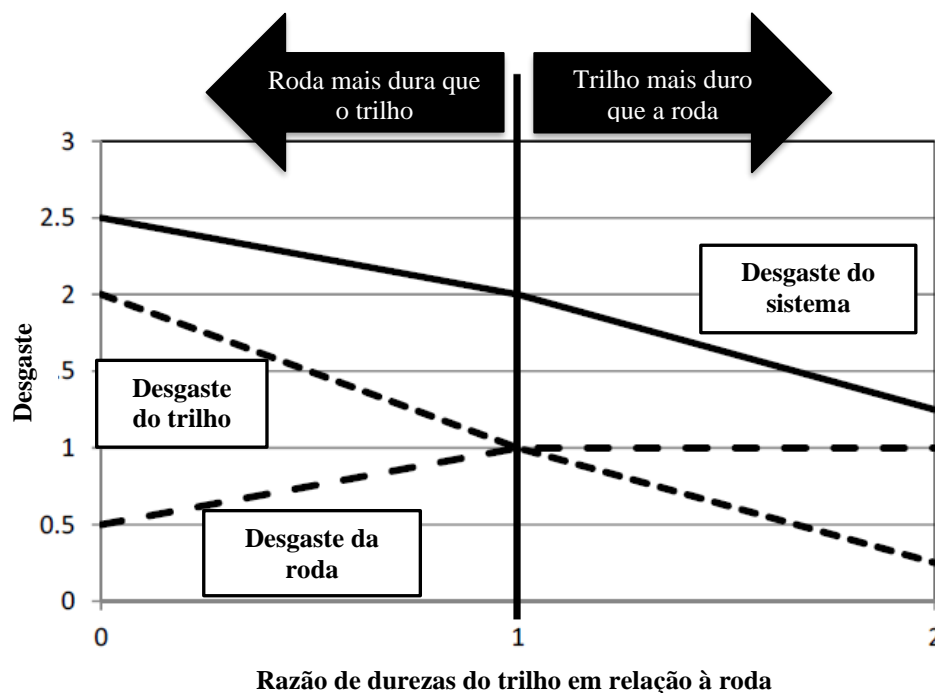 Roda mais dura que
o trilho
Trilho mais duro
que a roda
3
2.5
2
.5
1
0.5
0
Desgaste
Desgaste do
sistema
Desgaste
do trilho
Desgaste da
roda
0
1
2
Razão de durezas do trilho em relação à roda